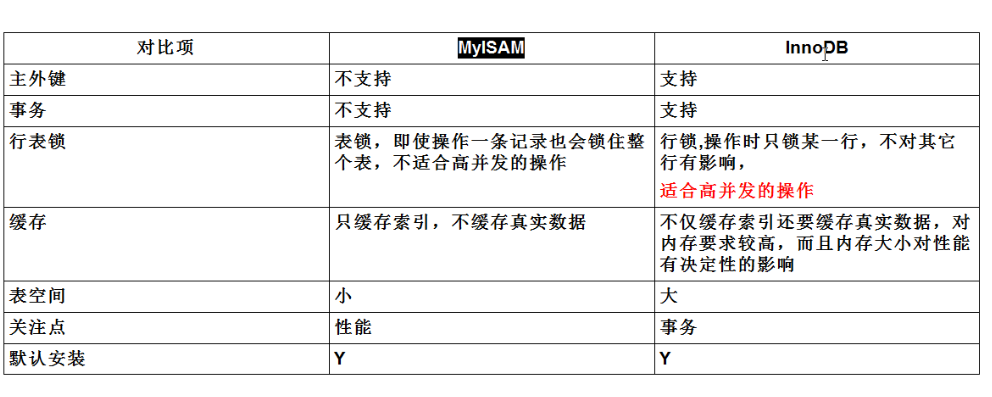 对比项 MyISAM InnoDB
主外键 不支持 支持
事务 不支持 支持
行表锁 表锁，即使操作一条记录也会锁住整 行锁,操作时只锁某一行，不对其它
个表，不适合高并发的操作 行有影响，
适合高并发的操作
缓存 只缓存索引，不缓存真实数据 不仅缓存索引还要缓存真实数据，对
内存要求较高，而且内存大小对性能
有决定性的影响
表空间 小 大
关注点 性能 事务
默认安装 Y Y